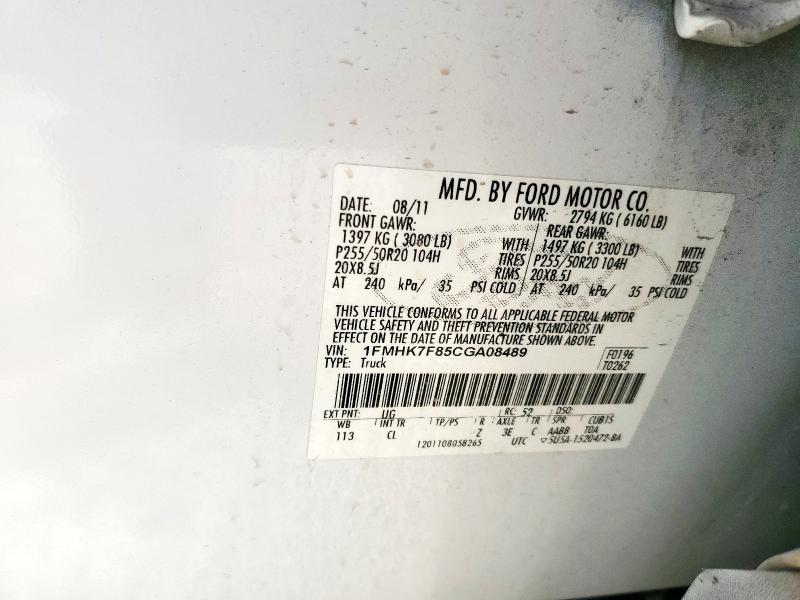 MFD. BY FORD MOTOR CO.
DATE: 08/11 GVWR: 2794 KG ( 6160 LB)
FRONT GAWR: REAR GAWR:
1397 KG ( 3080 LB) WITH 1497 KG ( 3300 LB) WITH
P255/50R20 104H TIRES P255/50R20 104H TIRES
20X8.5J RIMS 20X8.5J RIMS
AT 240 kPa/ 35 PSI COLD AT 240 kPa/ 35 PSI COLD
THIS VEHICLE CONFORMS TO ALL APPLICABLE FEDERAL MOTOR
VEHICLE SAFETY AND THEFT PREVENTION STANDARDS IN
EFFECT ON THE DATE OF MANUFACTURE SHOWN ABOVE.
VIN: 1FMHK7F85CGA08489 F0196
TYPE: Truck T0262
EXT PNT: UG RC: 52 DSO:
WB INT TR TP/PS R AXLE TR SPR CUBTS
113 CL Z 3E C AABB TOA
1201108058265 UTC ▽5U5A-1520472-BA